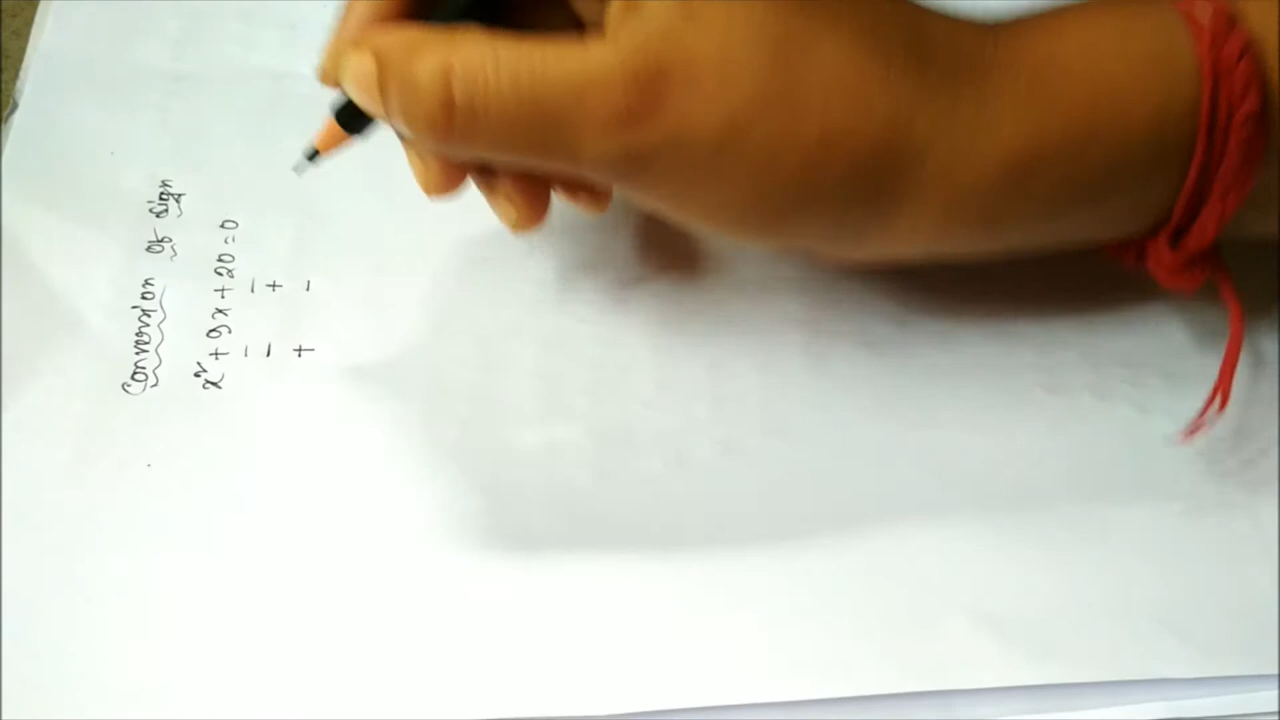 Conversion of sign
x² + 9x + 20 = 0
− −
− +
+ −